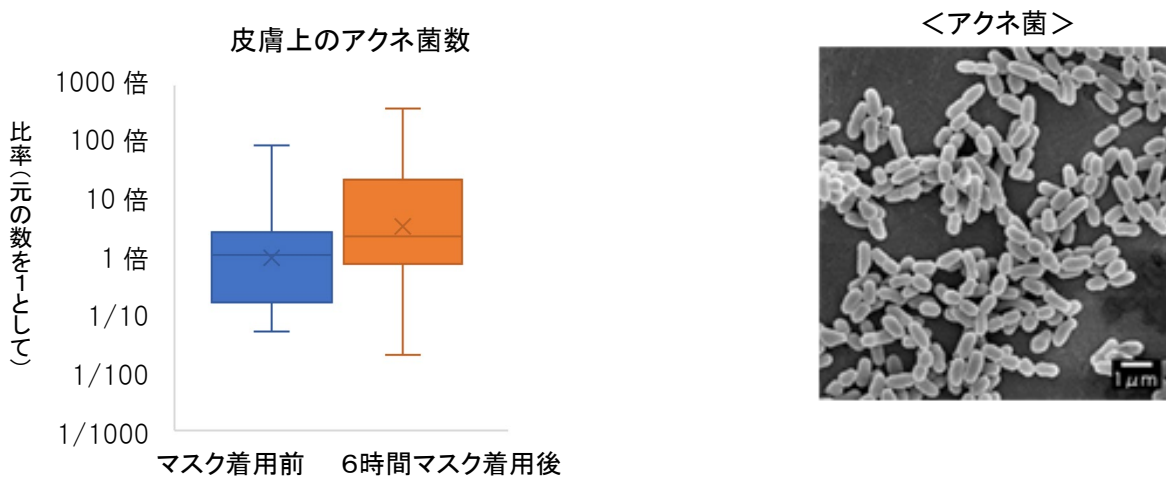 皮膚上のアクネ菌数
比率（元の数を１として）
1000 倍
100 倍
10 倍
1 倍
1/10
1/100
1/1000
マスク着用前
６時間マスク着用後
＜アクネ菌＞
1μm